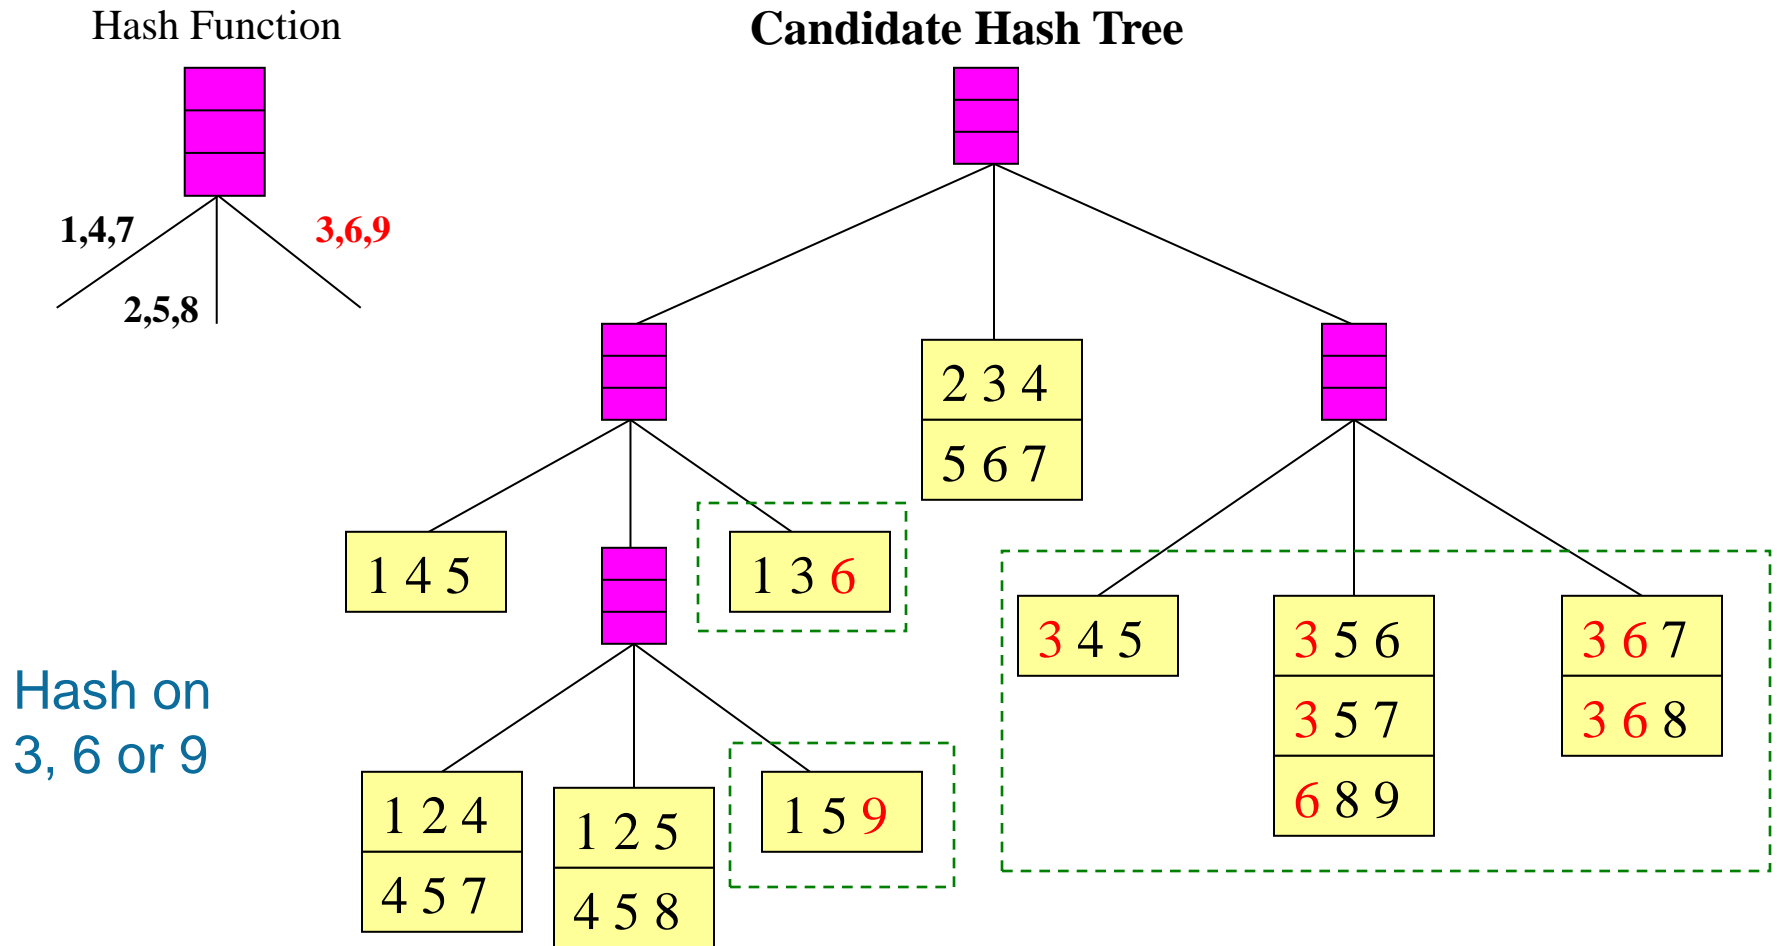 Hash Function
Candidate Hash Tree
1,4,7
3,6,9
2,5,8
2 3 4
5 6 7
1 4 5
1 3 6
3 4 5
3 5 6
3 6 7
3 5 7
3 6 8
6 8 9
Hash on
3, 6 or 9
1 2 4
1 2 5
1 5 9
4 5 7
4 5 8